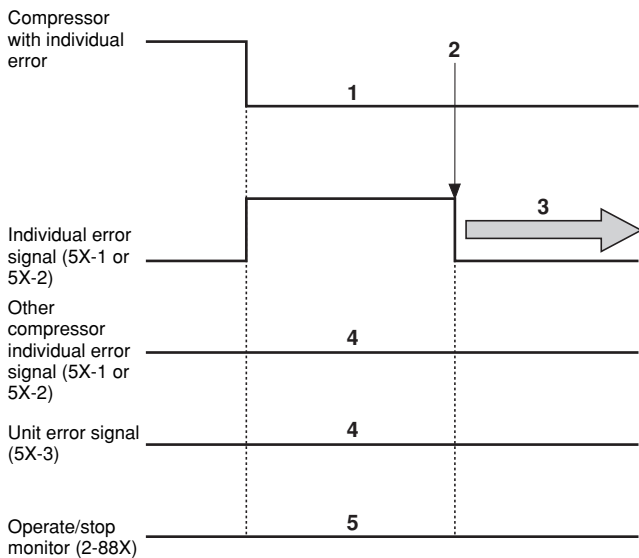 Compressor
with individual
error
2
1
3
Individual error
signal (5X-1 or
5X-2)
Other
compressor
individual error
signal (5X-1 or
5X-2)
4
Unit error signal
(5X-3)
4
Operate/stop
monitor (2-88X)
5